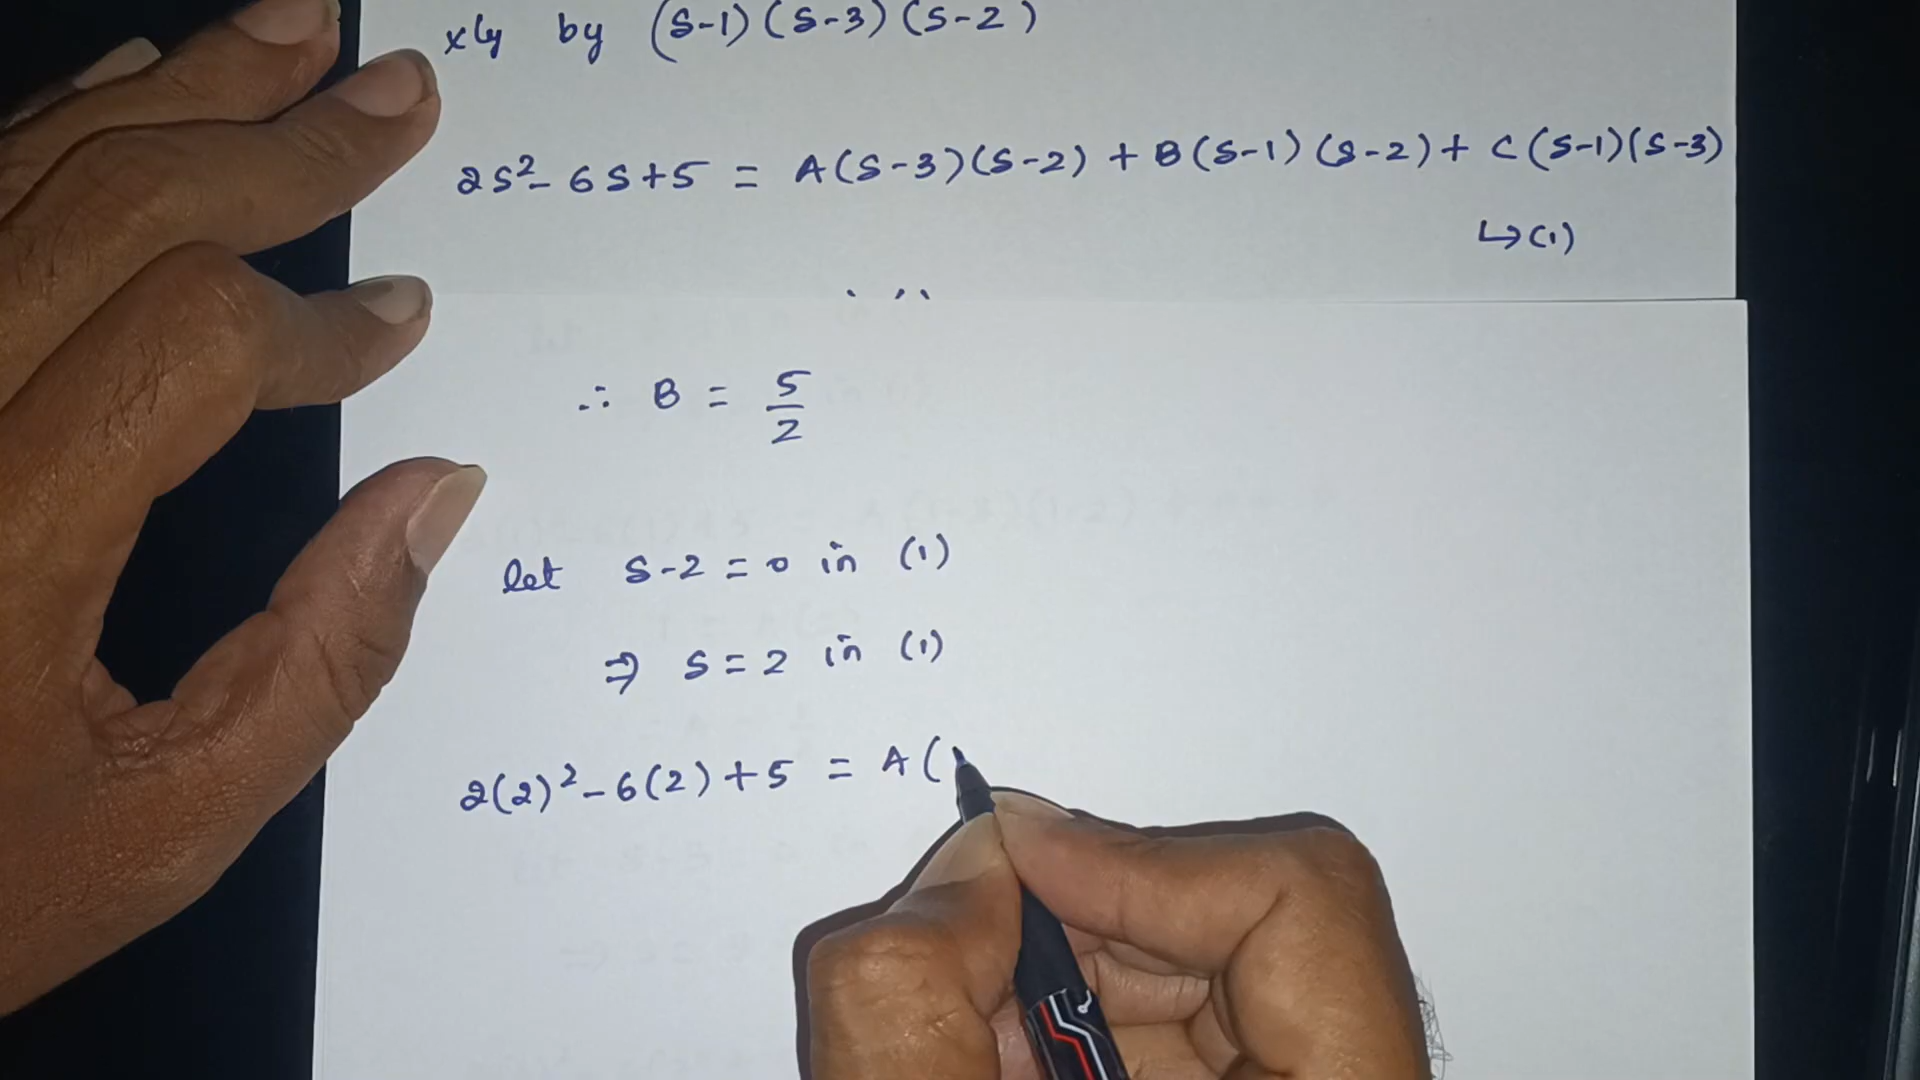 xly by (S-1)(S-3)(S-2)
2S²- 6S+5 = A(S-3)(S-2) + B(S-1)(S-2)+ C(S-1)(S-3)
↳(1)
∴ B = 5/2
let S-2 = 0 in (1)
⇒ S = 2 in (1)
2(2)²-6(2)+5 = A(